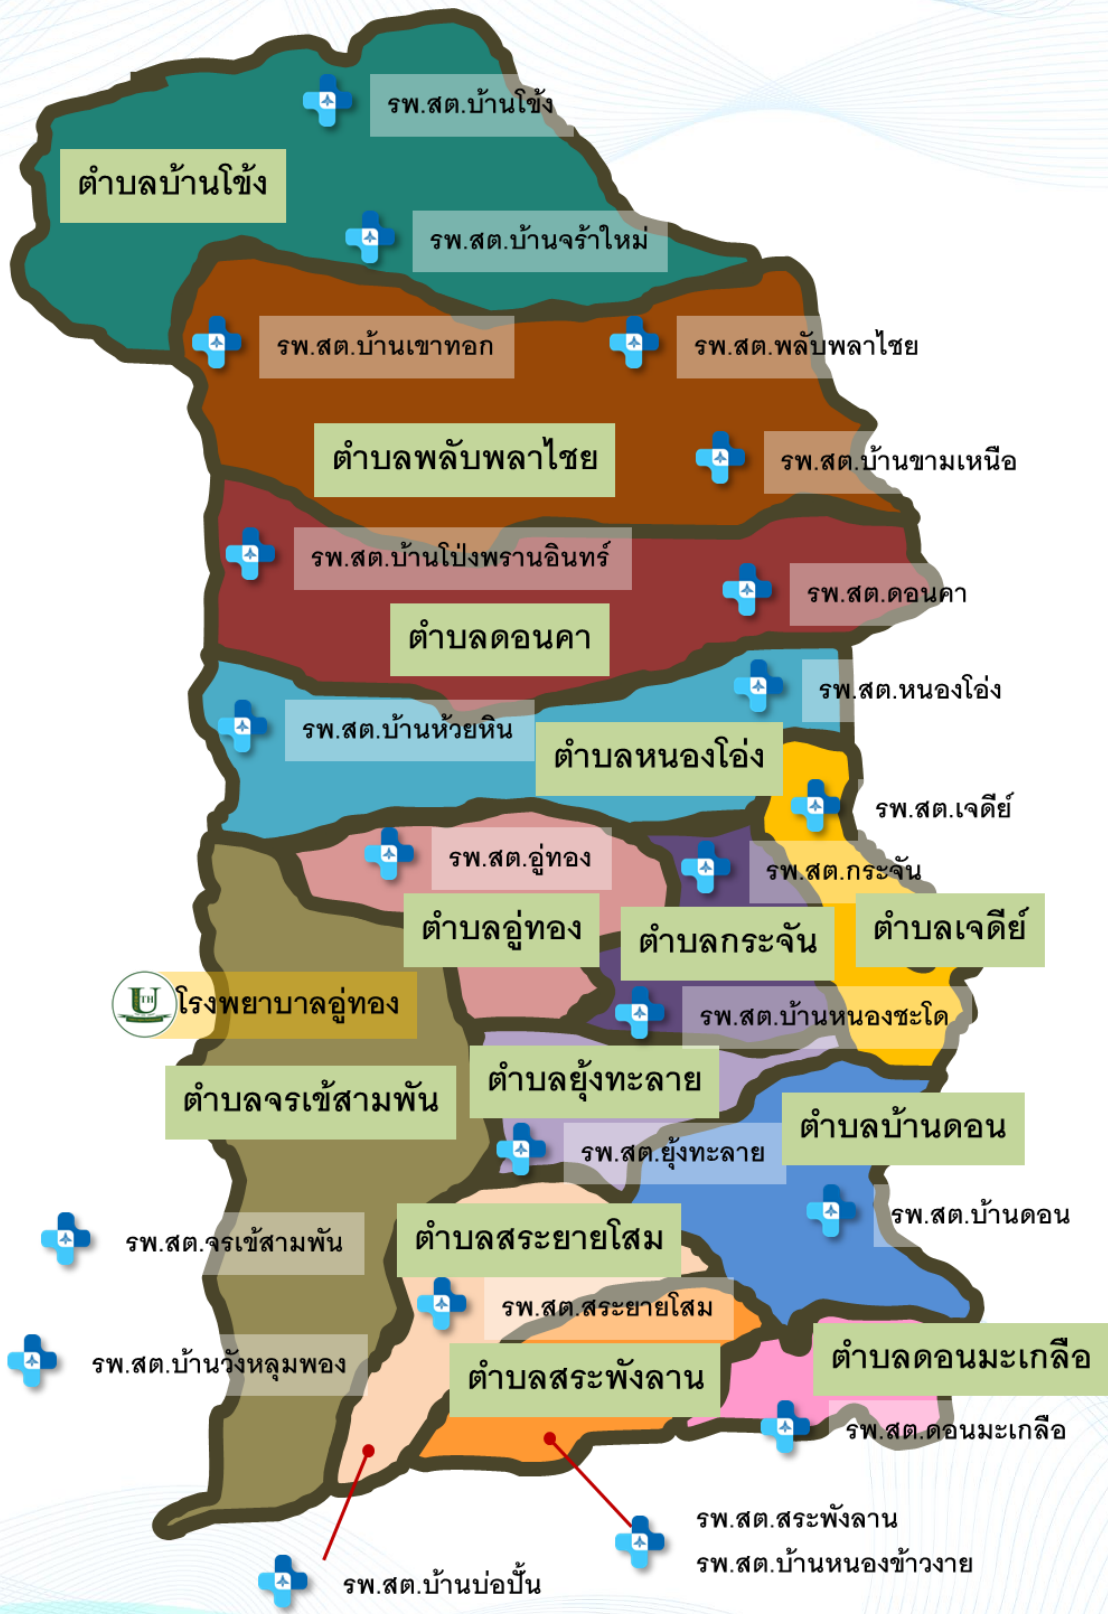 รพ.สต.บ้านโข้ง
ตำบลบ้านโข้ง
รพ.สต.บ้านจร้าใหม่
รพ.สต.บ้านเขาทอก
รพ.สต.พลับพลาไชย
ตำบลพลับพลาไชย
รพ.สต.บ้านขามเหนือ
รพ.สต.บ้านโป่งพรานอินทร์
รพ.สต.ดอนคา
ตำบลดอนคา
รพ.สต.หนองโอ่ง
รพ.สต.บ้านห้วยหิน
ตำบลหนองโอ่ง
รพ.สต.เจดีย์
รพ.สต.อู่ทอง
รพ.สต.กระจัน
ตำบลอู่ทอง
ตำบลกระจัน
ตำบลเจดีย์
U TH
โรงพยาบาลอู่ทอง
รพ.สต.บ้านหนองชะโด
ตำบลยุ้งทะลาย
ตำบลจรเข้สามพัน
ตำบลบ้านดอน
รพ.สต.ยุ้งทะลาย
รพ.สต.บ้านดอน
รพ.สต.จรเข้สามพัน
ตำบลสระยายโสม
รพ.สต.สระยายโสม
รพ.สต.บ้านวังหลุมพอง
ตำบลสระพังลาน
ตำบลดอนมะเกลือ
รพ.สต.ดอนมะเกลือ
รพ.สต.สระพังลาน
รพ.สต.บ้านหนองข้าวงาย
รพ.สต.บ้านบ่อปั้น